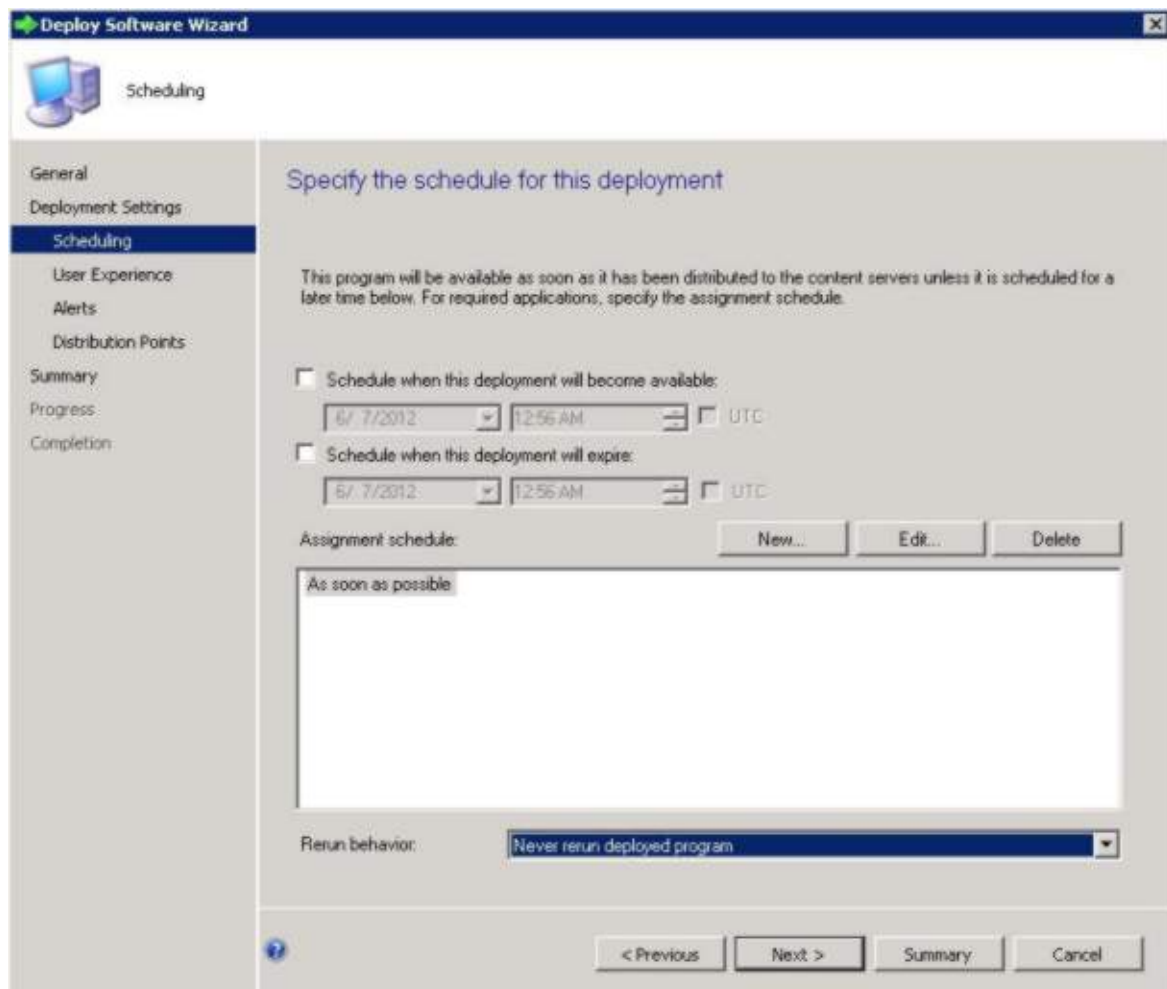 Deploy Software Wizard
Scheduling
General
Deployment Settings
Scheduling
User Experience
Alerts
Distribution Points
Summary
Progress
Completion
Specify the schedule for this deployment
This program will be available as soon as it has been distributed to the content servers unless it is scheduled for a
later time below. For required applications, specify the assignment schedule.
Schedule when this deployment will become available:
6/ 7/2012 12:56 AM UTC
Schedule when this deployment will expire:
6/ 7/2012 12:56 AM UTC
Assignment schedule: New... Edit... Delete
As soon as possible
Rerun behavior: Never rerun deployed program
< Previous Next > Summary Cancel